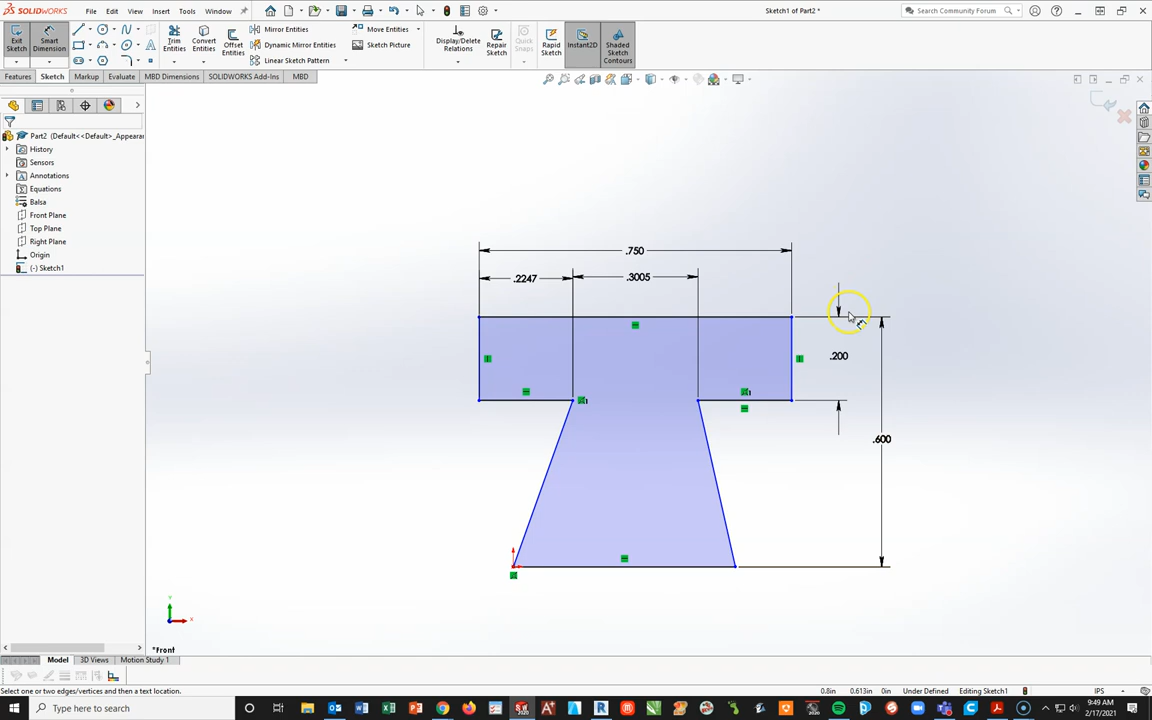 SOLIDWORKS File Edit View Insert Tools Window Sketch1 of Part2 * Search Community Forum
Exit Sketch Smart Dimension Trim Entities Convert Entities Offset Entities Mirror Entities Move Entities Display/Delete Relations Repair Sketch Quick Snaps Rapid Sketch Instant2D Shaded Sketch Contours
Dynamic Mirror Entities Sketch Picture
Linear Sketch Pattern
Features Sketch Markup Evaluate MBD Dimensions SOLIDWORKS Add-Ins MBD
Part2 (Default<<Default>_Appearan
History
Sensors
Annotations
Equations
Balsa
Front Plane
Top Plane
Right Plane
Origin
(-) Sketch1
.750
.2247 .3005
.200
.600
Y
X
*Front
Model 3D Views Motion Study 1
Select one or two edges/vertices and then a text location. 0.8in 0.613in 0in Under Defined Editing Sketch1 IPS
Type here to search
9:49 AM
2/17/2021